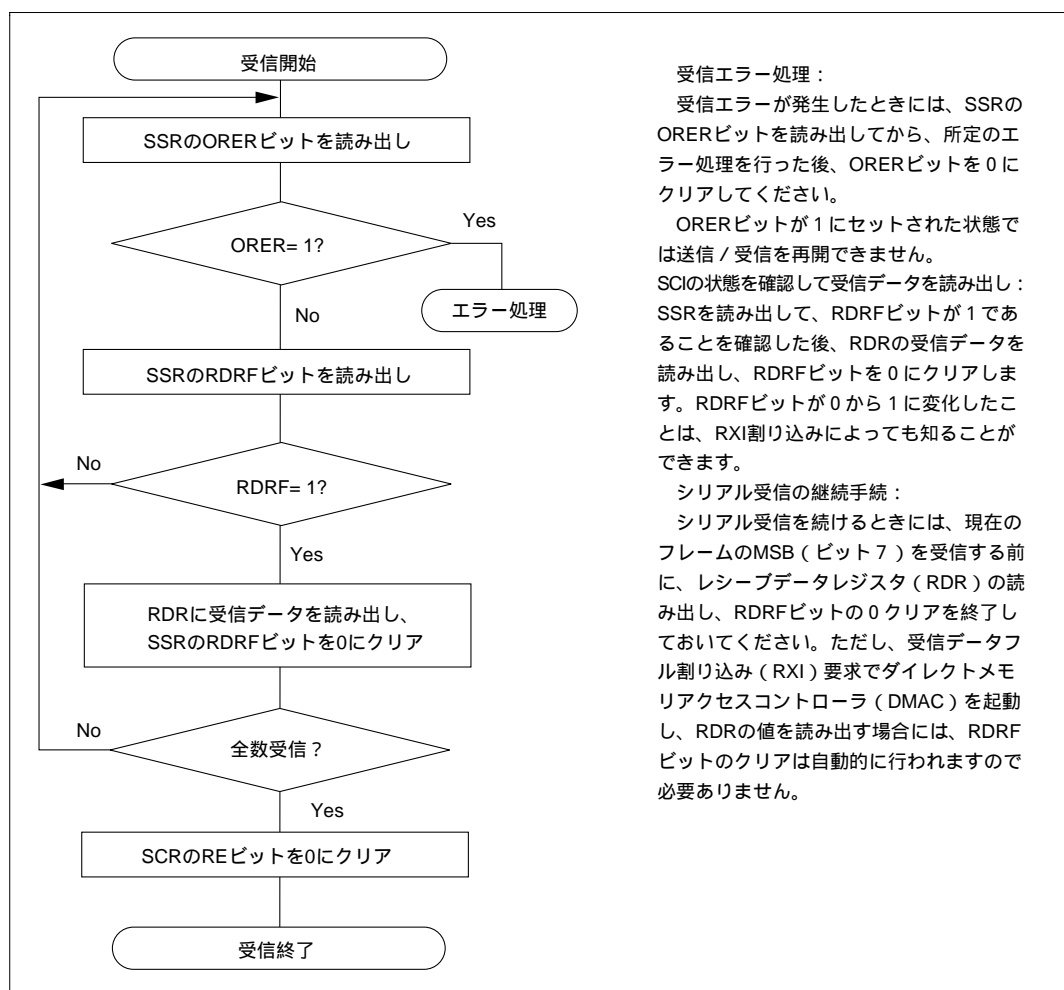 受信開始
SSRのORERビットを読み出し
ORER= 1?
Yes
エラー処理
No
SSRのRDRFビットを読み出し
No
RDRF= 1?
Yes
RDRに受信データを読み出し、
SSRのRDRFビットを0にクリア
No
全数受信？
Yes
SCRのREビットを0にクリア
受信終了
受信エラー処理：
受信エラーが発生したときには、SSRの
ORERビットを読み出してから、所定のエ
ラー処理を行った後、ORERビットを０に
クリアしてください。
ORERビットが１にセットされた状態で
は送信／受信を再開できません。
SCIの状態を確認して受信データを読み出し：
SSRを読み出して、RDRFビットが１であ
ることを確認した後、RDRの受信データを
読み出し、RDRFビットを０にクリアしま
す。RDRFビットが０から１に変化したこ
とは、RXI割り込みによっても知ることが
できます。
シリアル受信の継続手続：
シリアル受信を続けるときには、現在の
フレームのMSB（ビット７）を受信する前
に、レシーブデータレジスタ（RDR）の読
み出し、RDRFビットの０クリアを終了し
ておいてください。ただし、受信データフ
ル割り込み（RXI）要求でダイレクトメモ
リアクセスコントローラ（DMAC）を起動
し、RDRの値を読み出す場合には、RDRF
ビットのクリアは自動的に行われますので
必要ありません。